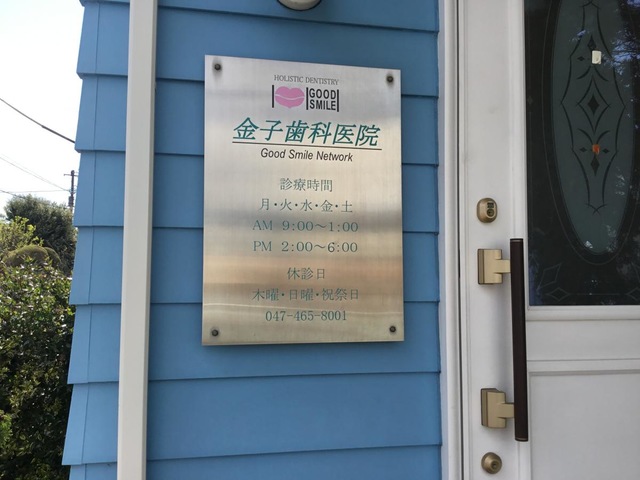 HOLISTIC DENTISTRY
GOOD
SMILE
金子歯科医院
Good Smile Network
診療時間
月・火・水・金・土
AM 9:00〜1:00
PM 2:00〜6:00
休診日
木曜・日曜・祝祭日
047-465-8001